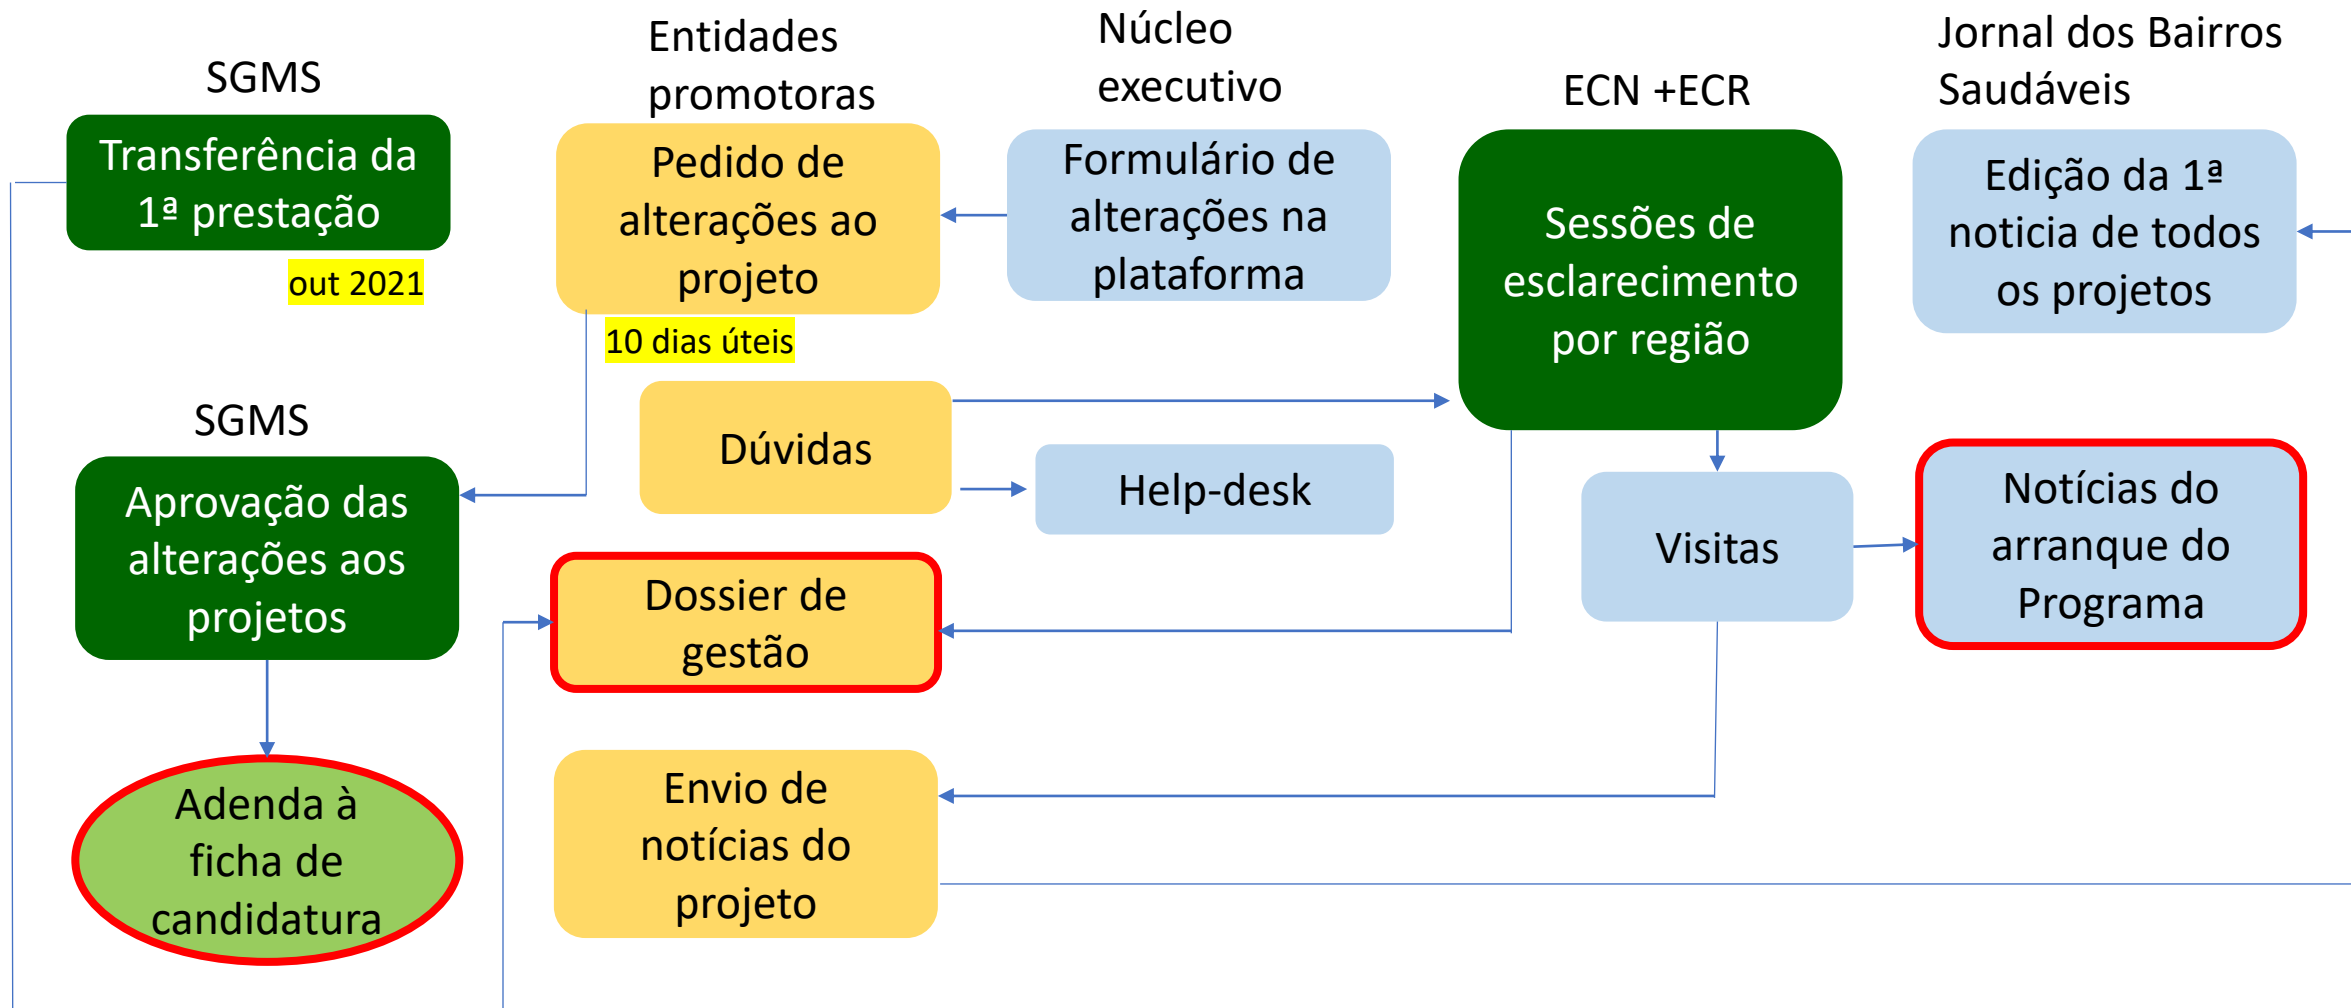 SGMS
Transferência da
1ª prestação
out 2021
SGMS
Aprovação das
alterações aos
projetos
Adenda à
ficha de
candidatura
Entidades
promotoras
Pedido de
alterações ao
projeto
10 dias úteis
Dúvidas
Dossier de
gestão
Envio de
notícias do
projeto
Núcleo
executivo
Formulário de
alterações na
plataforma
Help-desk
ECN +ECR
Sessões de
esclarecimento
por região
Visitas
Jornal dos Bairros
Saudáveis
Edição da 1ª
noticia de todos
os projetos
Notícias do
arranque do
Programa